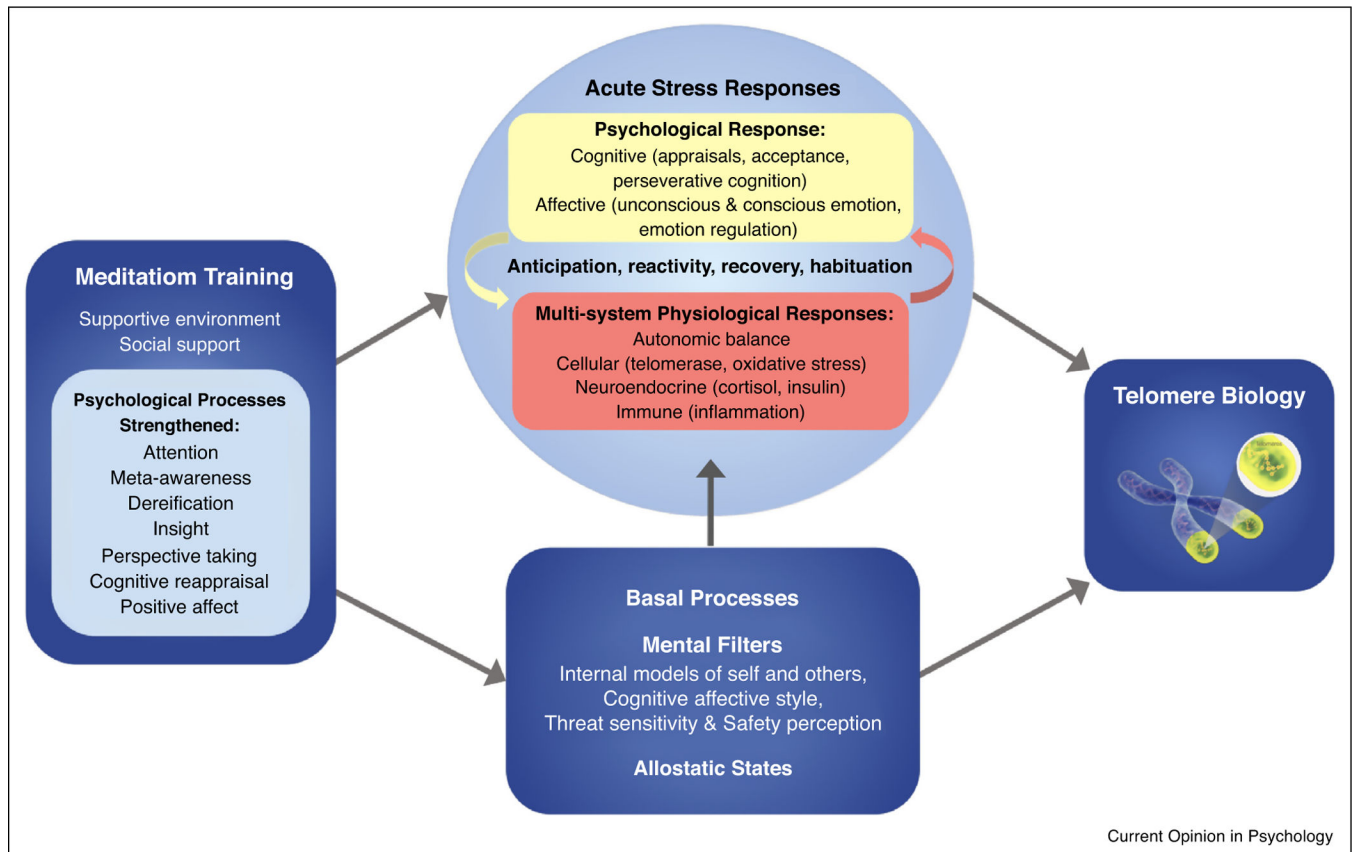 Acute Stress Responses
Psychological Response:
Cognitive (appraisals, acceptance,
perseverative cognition)
Affective (unconscious & conscious emotion,
emotion regulation)
Anticipation, reactivity, recovery, habituation
Multi-system Physiological Responses:
Autonomic balance
Cellular (telomerase, oxidative stress)
Neuroendocrine (cortisol, insulin)
Immune (inflammation)
Meditatiom Training
Supportive environment
Social support
Psychological Processes
Strengthened:
Attention
Meta-awareness
Dereification
Insight
Perspective taking
Cognitive reappraisal
Positive affect
Basal Processes
Mental Filters
Internal models of self and others,
Cognitive affective style,
Threat sensitivity & Safety perception
Allostatic States
Telomere Biology
Current Opinion in Psychology